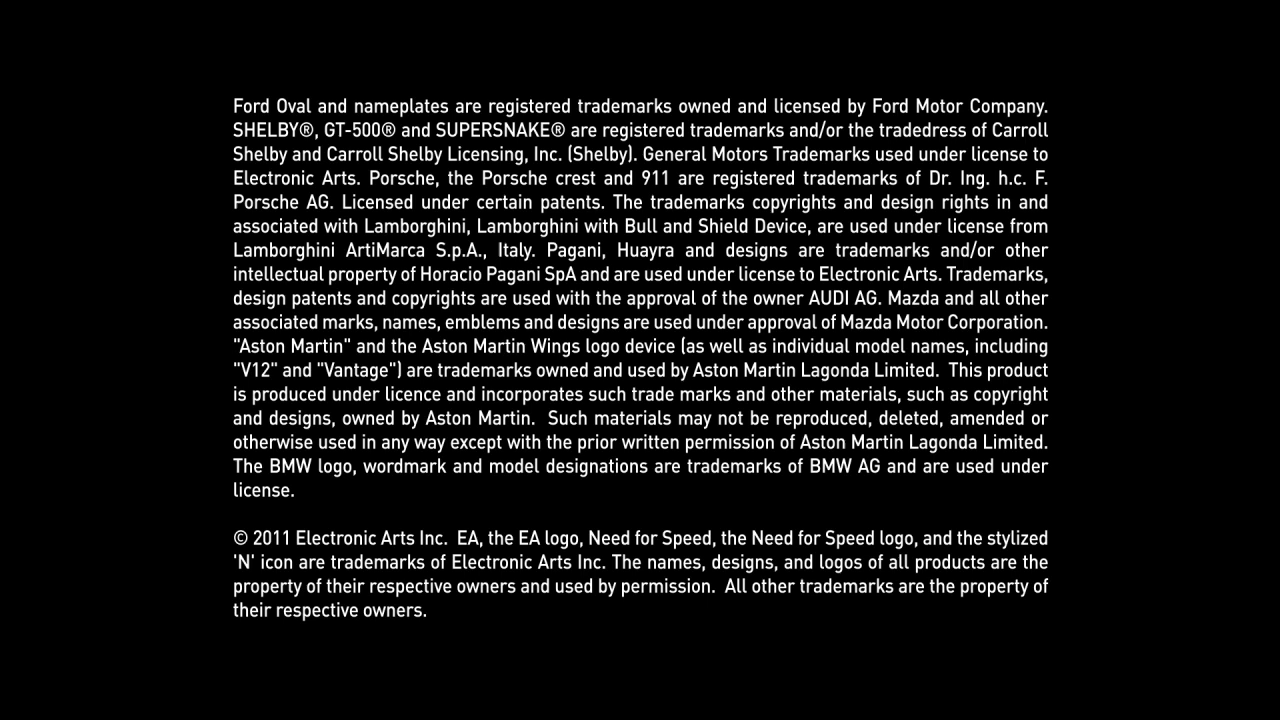 Ford Oval and nameplates are registered trademarks owned and licensed by Ford Motor Company.
SHELBY®, GT-500® and SUPERSNAKE® are registered trademarks and/or the tradedress of Carroll
Shelby and Carroll Shelby Licensing, Inc. (Shelby). General Motors Trademarks used under license to
Electronic Arts. Porsche, the Porsche crest and 911 are registered trademarks of Dr. Ing. h.c. F.
Porsche AG. Licensed under certain patents. The trademarks copyrights and design rights in and
associated with Lamborghini, Lamborghini with Bull and Shield Device, are used under license from
Lamborghini ArtiMarca S.p.A., Italy. Pagani, Huayra and designs are trademarks and/or other
intellectual property of Horacio Pagani SpA and are used under license to Electronic Arts. Trademarks,
design patents and copyrights are used with the approval of the owner AUDI AG. Mazda and all other
associated marks, names, emblems and designs are used under approval of Mazda Motor Corporation.
"Aston Martin" and the Aston Martin Wings logo device (as well as individual model names, including
"V12" and "Vantage") are trademarks owned and used by Aston Martin Lagonda Limited.  This product
is produced under licence and incorporates such trade marks and other materials, such as copyright
and designs, owned by Aston Martin.  Such materials may not be reproduced, deleted, amended or
otherwise used in any way except with the prior written permission of Aston Martin Lagonda Limited.
The BMW logo, wordmark and model designations are trademarks of BMW AG and are used under
license.
© 2011 Electronic Arts Inc.  EA, the EA logo, Need for Speed, the Need for Speed logo, and the stylized
'N' icon are trademarks of Electronic Arts Inc. The names, designs, and logos of all products are the
property of their respective owners and used by permission.  All other trademarks are the property of
their respective owners.